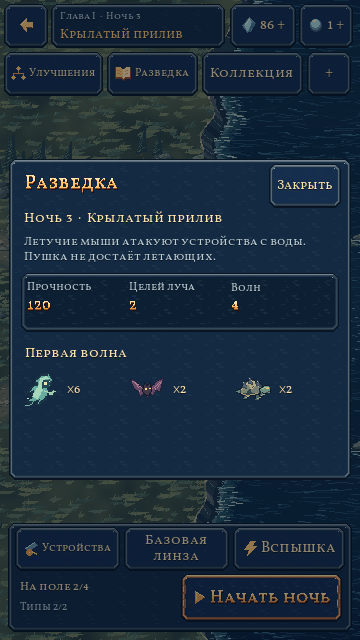 Глава I · Ночь 3
Крылатый прилив
86 +
1 +
Улучшения
Разведка
Коллекция
+
Разведка
Закрыть
Ночь 3 · Крылатый прилив
Летучие мыши атакуют устройства с воды.
Пушка не достаёт летающих.
Прочность
Целей луча
Волн
120
2
4
Первая волна
x6
x2
x2
Устройства
Базовая
линза
Вспышка
На поле 2/4
Типы 2/2
Начать ночь